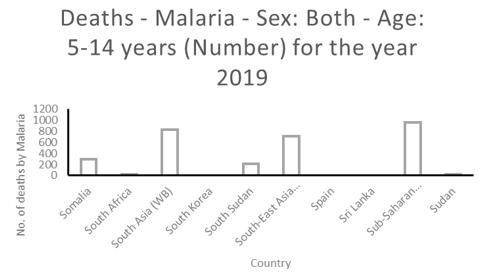 Deaths - Malaria - Sex: Both - Age:
5-14 years (Number) for the year
2019
No. of deaths by Malaria
1200
1000
800
600
400
200
0
Somalia
South Africa
South Asia (WB)
South Korea
South Sudan
South-East Asia...
Spain
Sri Lanka
Sub-Saharan...
Sudan
Country